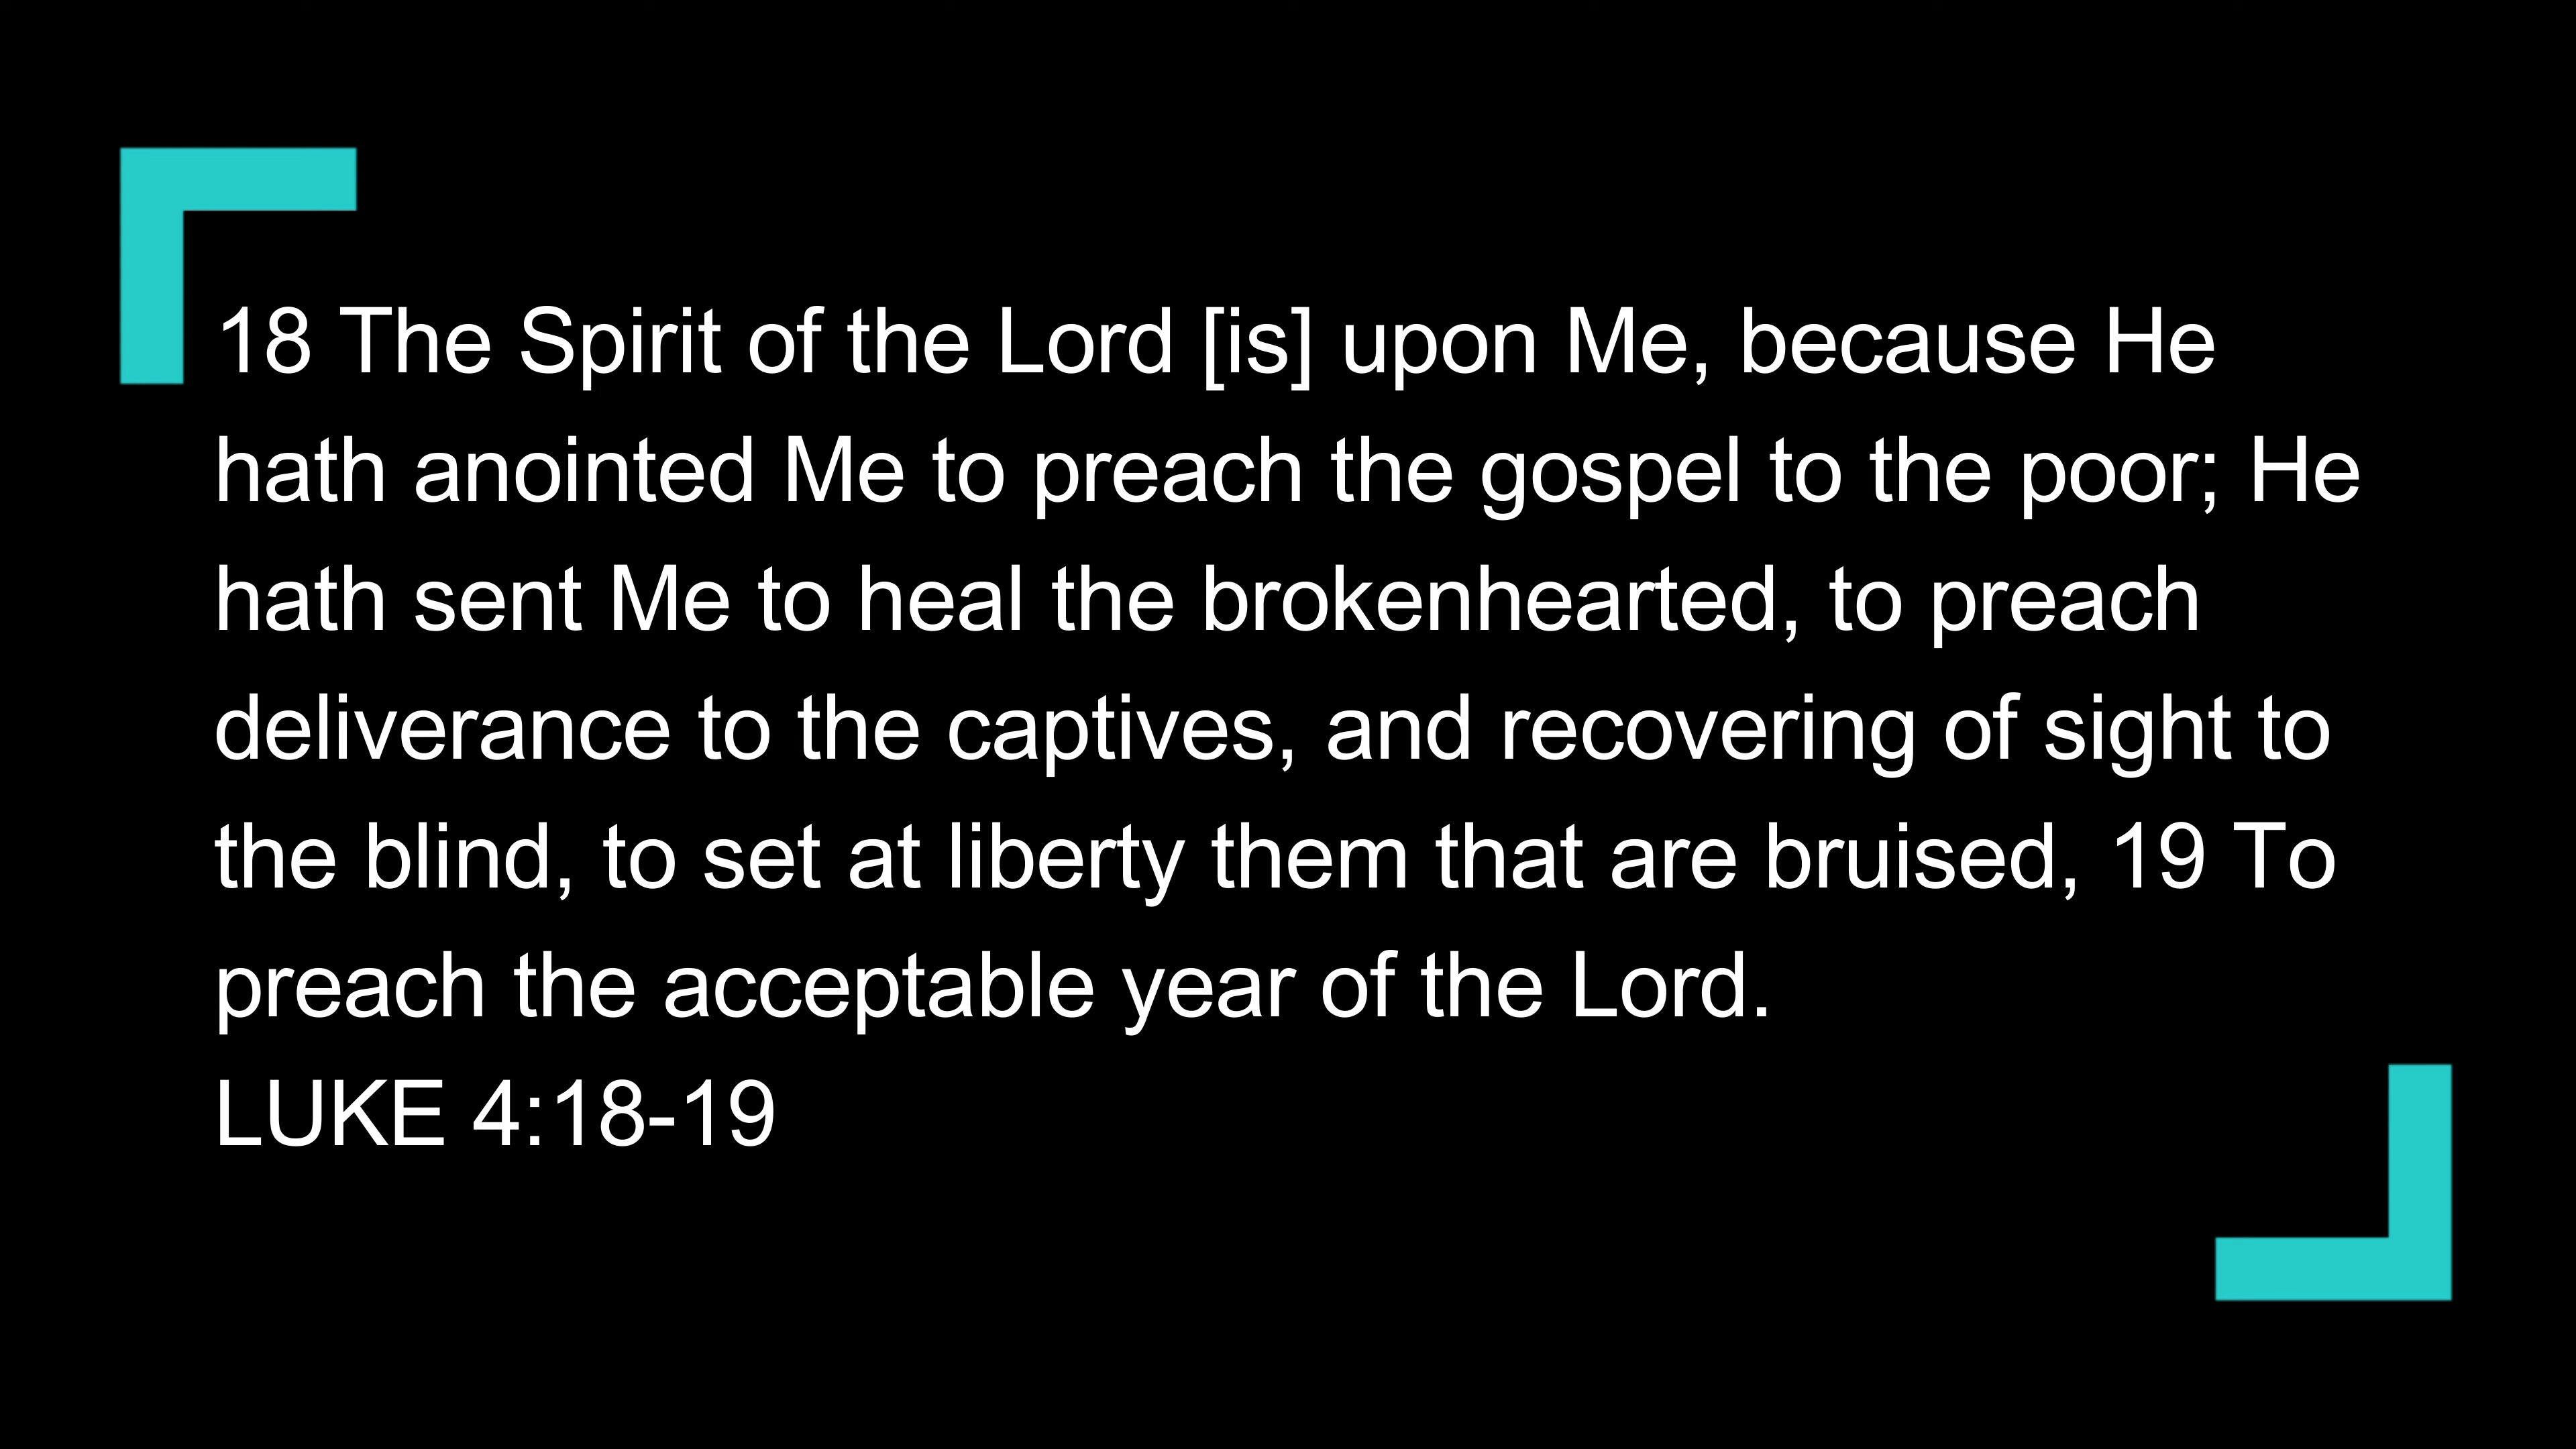 18 The Spirit of the Lord [is] upon Me, because He
hath anointed Me to preach the gospel to the poor; He
hath sent Me to heal the brokenhearted, to preach
deliverance to the captives, and recovering of sight to
the blind, to set at liberty them that are bruised, 19 To
preach the acceptable year of the Lord.
LUKE 4:18-19